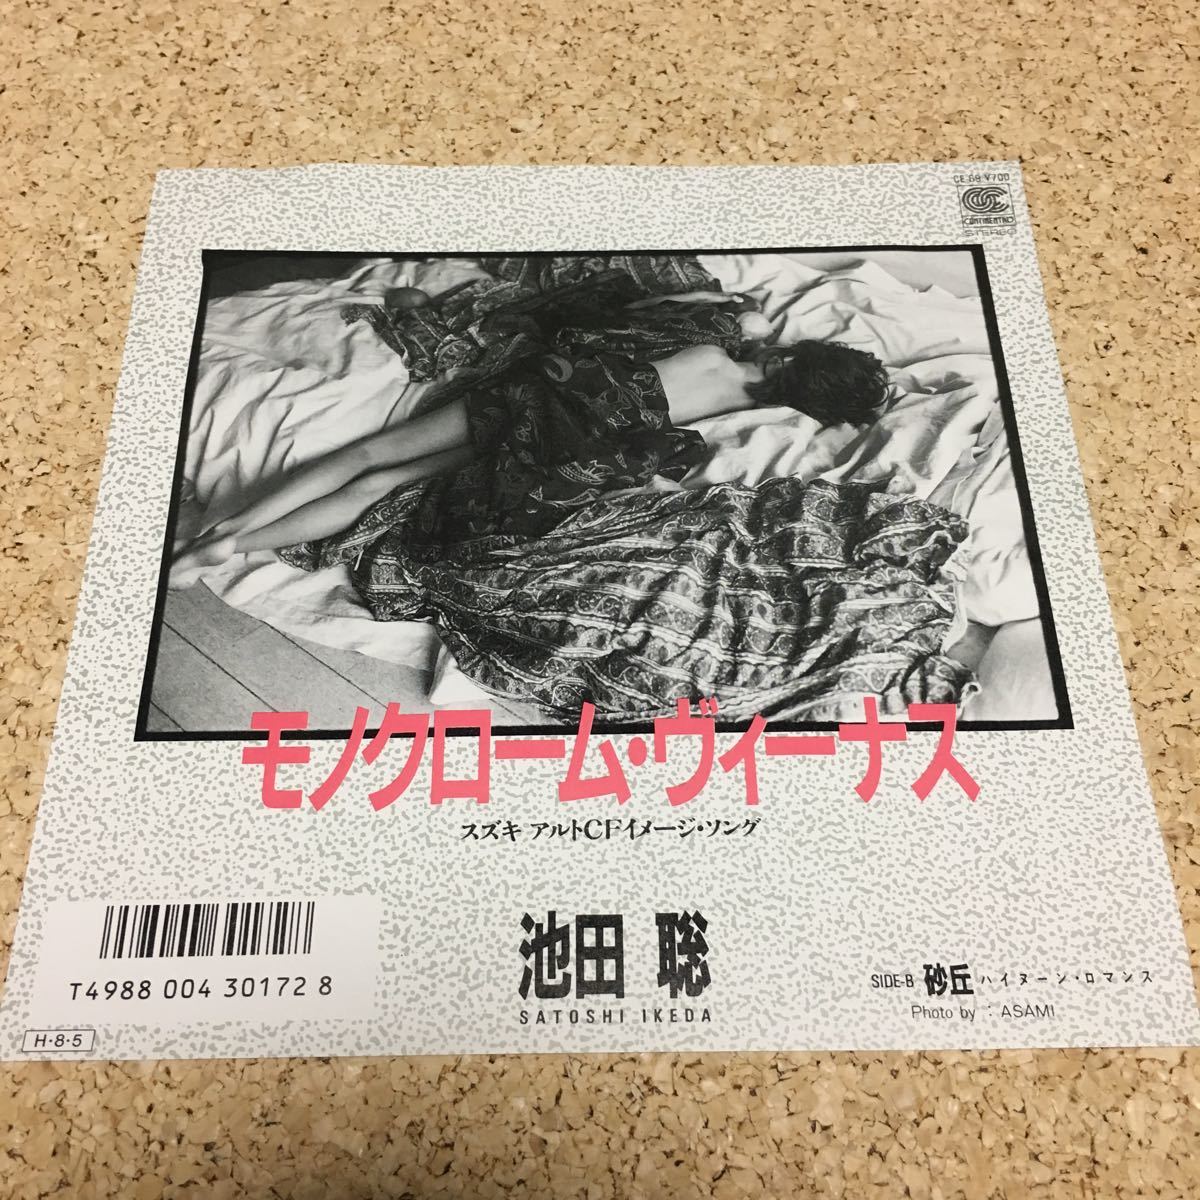 CE-69 ¥700
CONTINENTAL
STEREO
モノクローム・ヴィーナス
スズキ アルトCFイメージ・ソング
池田 聡
SATOSHI IKEDA
SIDE-B 砂丘 ハイヌーン・ロマンス
Photo by : ASAMI
T4988 004 30172 8
H・8・5